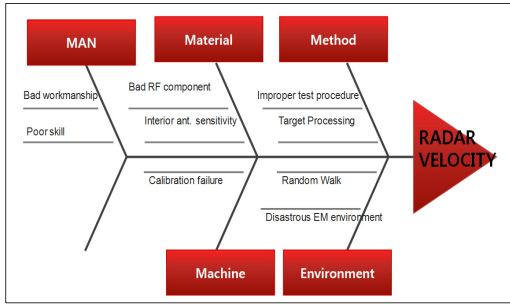 MAN
Material
Method
Bad workmanship
Bad RF component
Improper test procedure
Poor skill
Interior ant. sensitivity
Target Processing
RADAR
VELOCITY
Calibration failure
Random Walk
Disastrous EM environment
Machine
Environment